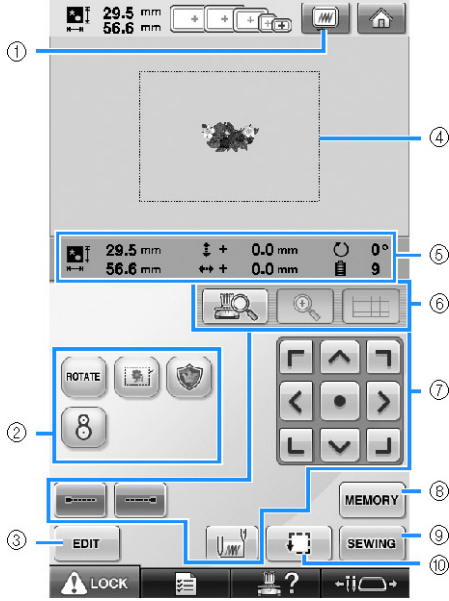 29.5 mm
56.6 mm
①
④
29.5 mm + 0.0 mm 0°
56.6 mm + 0.0 mm 9
⑤
⑥
ROTATE
8
②
⑦
MEMORY
⑧
③
EDIT
SEWING
⑨
⑩
LOCK
?